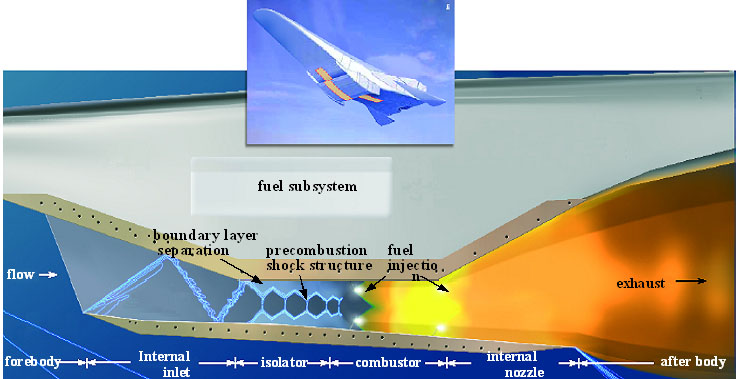 fuel subsystem
boundary layer
separation
precombustion
shock structure
fuel
injectio
n
flow
exhaust
forebody
Internal
inlet
isolator
combustor
internal
nozzle
after body